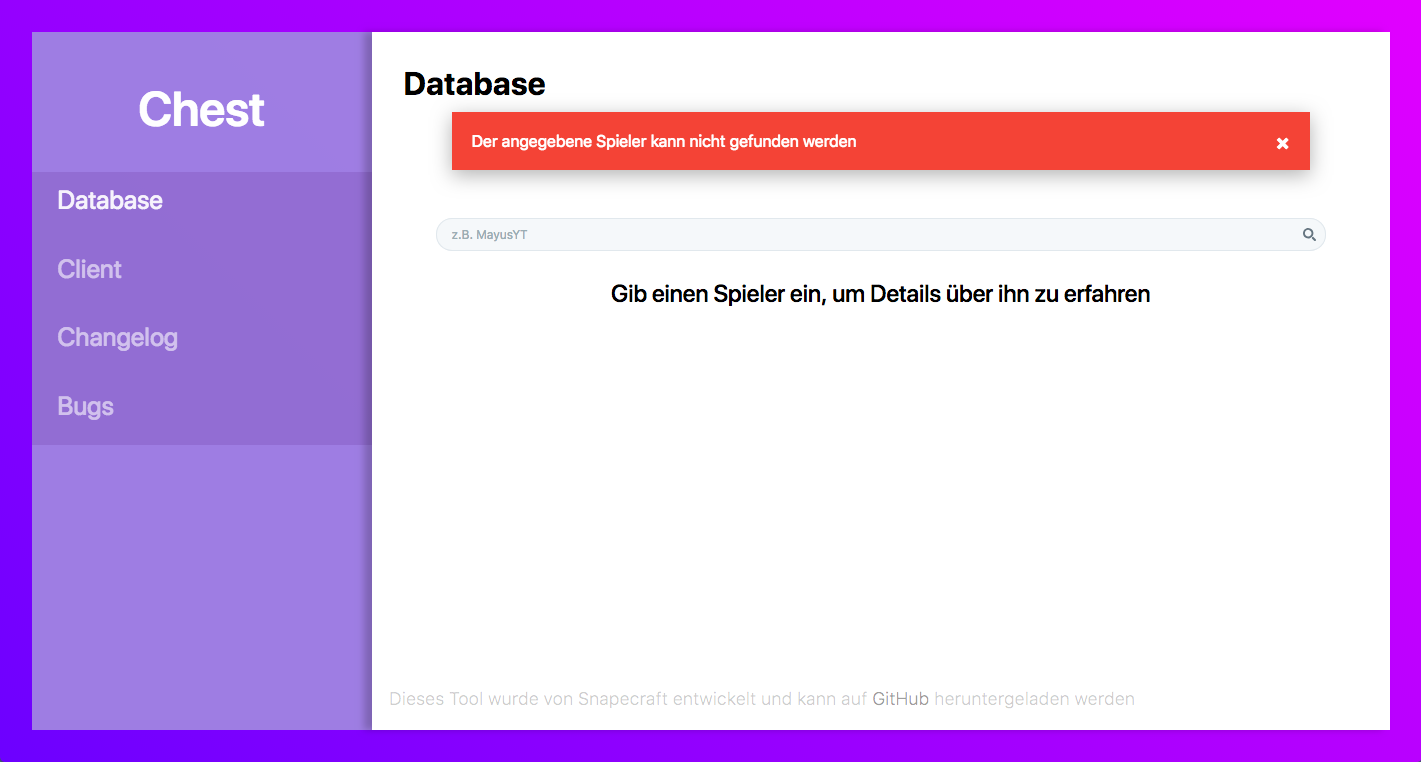 Chest
Database
Client
Changelog
Bugs
Database
Der angegebene Spieler kann nicht gefunden werden
z.B. MayusYT
Gib einen Spieler ein, um Details über ihn zu erfahren
Dieses Tool wurde von Snapecraft entwickelt und kann auf GitHub heruntergeladen werden